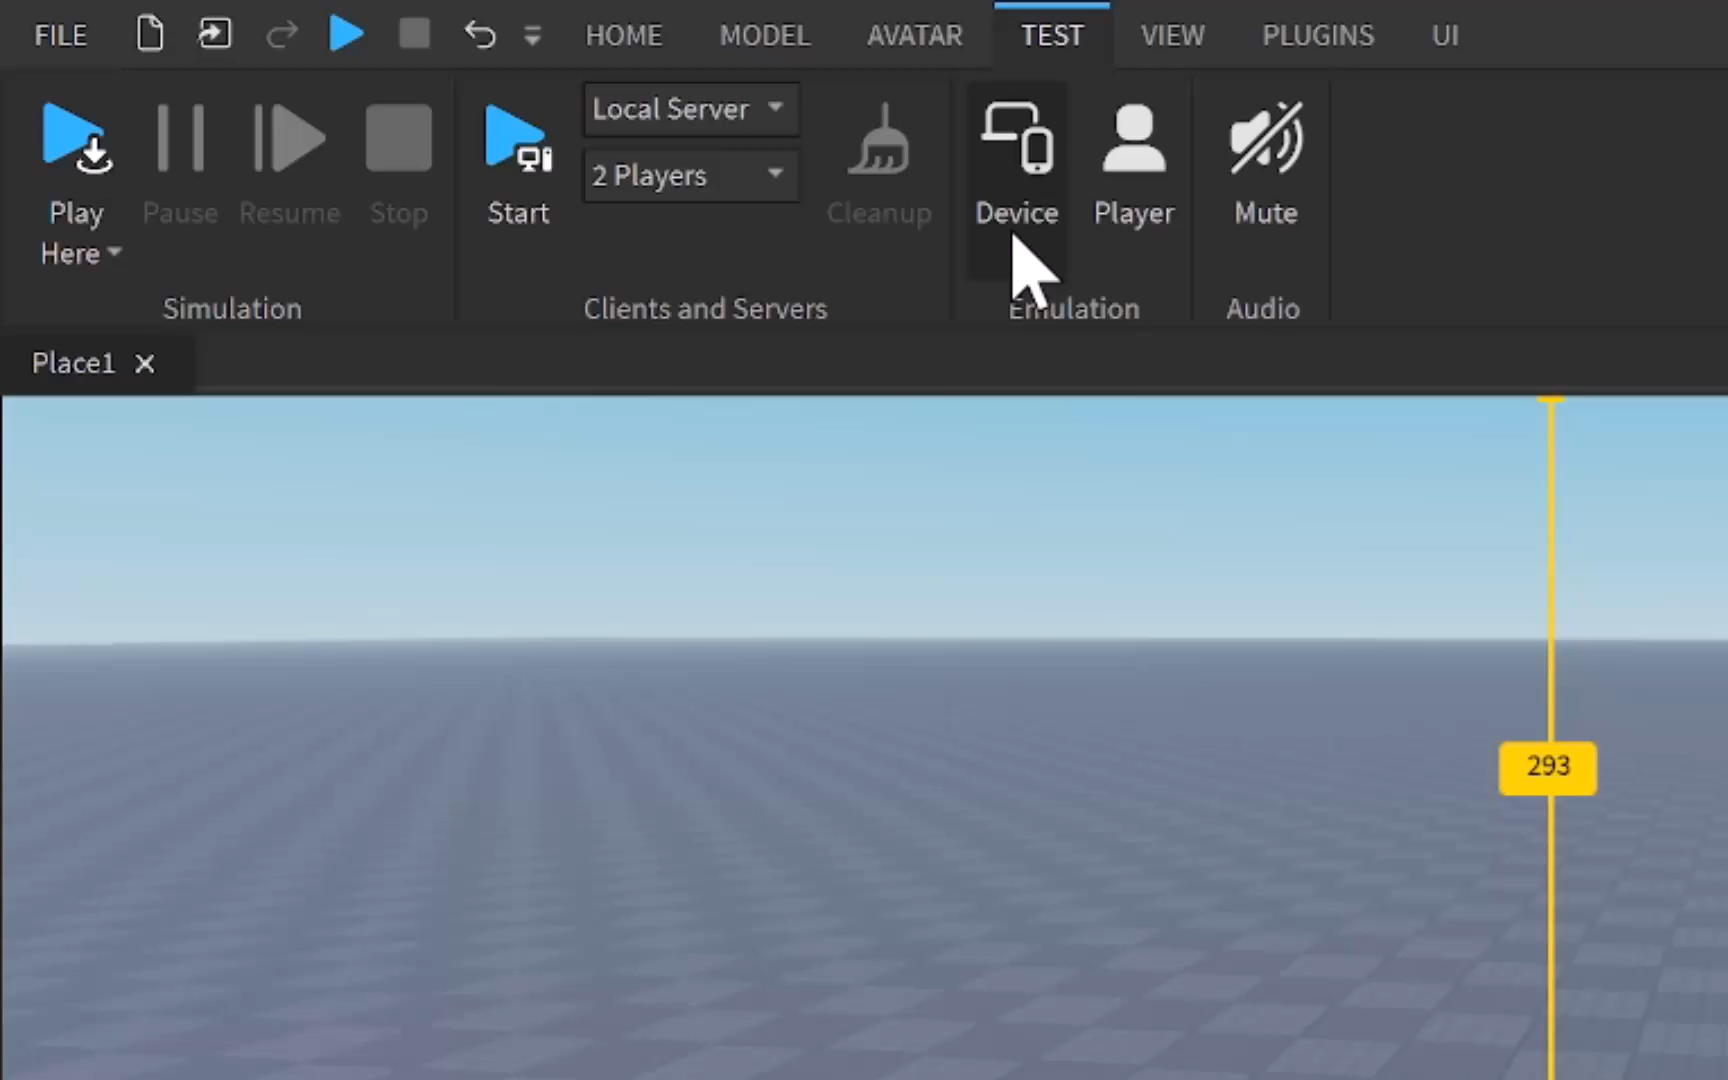 FILE HOME MODEL AVATAR TEST VIEW PLUGINS UI
Play Here
Pause
Resume
Stop
Simulation
Start
Local Server
2 Players
Cleanup
Clients and Servers
Device
Player
Emulation
Mute
Audio
Place1
293